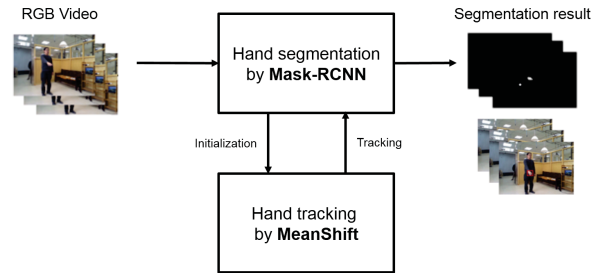 RGB Video
Segmentation result
Hand segmentation
by Mask-RCNN
Initialization
Tracking
Hand tracking
by MeanShift